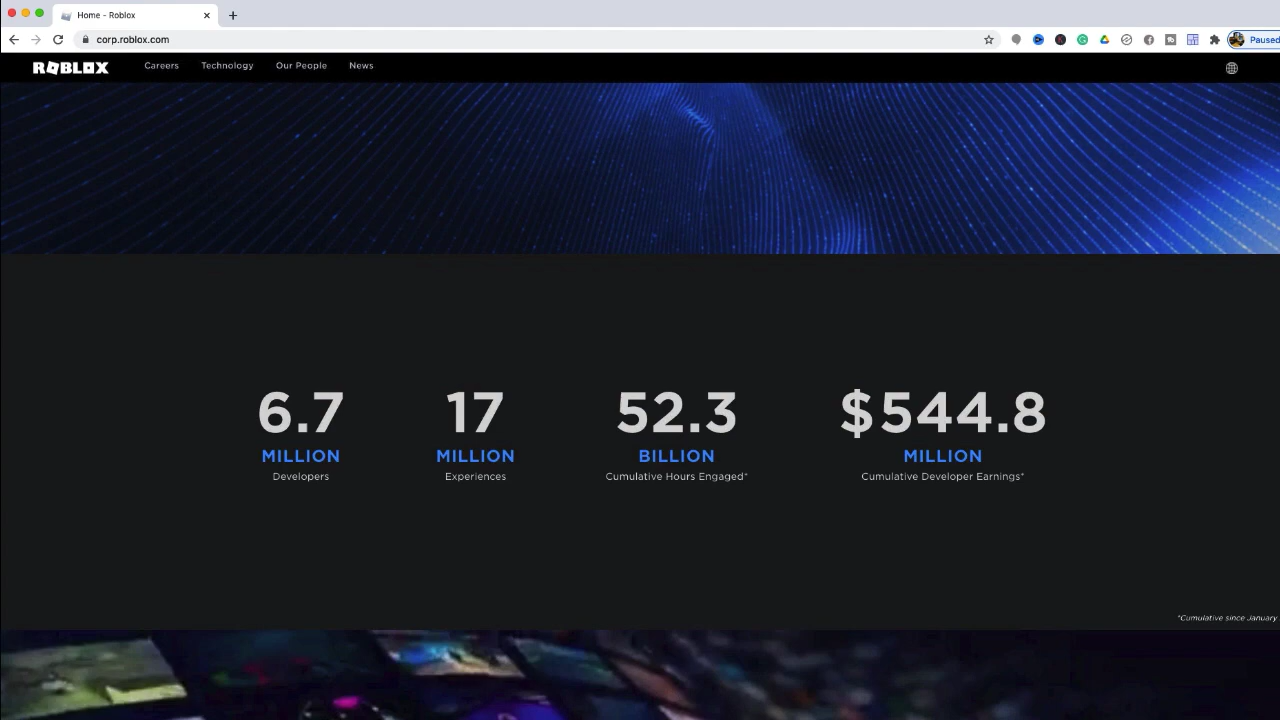 Home - Roblox
corp.roblox.com
Paused
ROBLOX
Careers Technology Our People News
6.7 17 52.3 $544.8
MILLION MILLION BILLION MILLION
Developers Experiences Cumulative Hours Engaged* Cumulative Developer Earnings*
*Cumulative since January